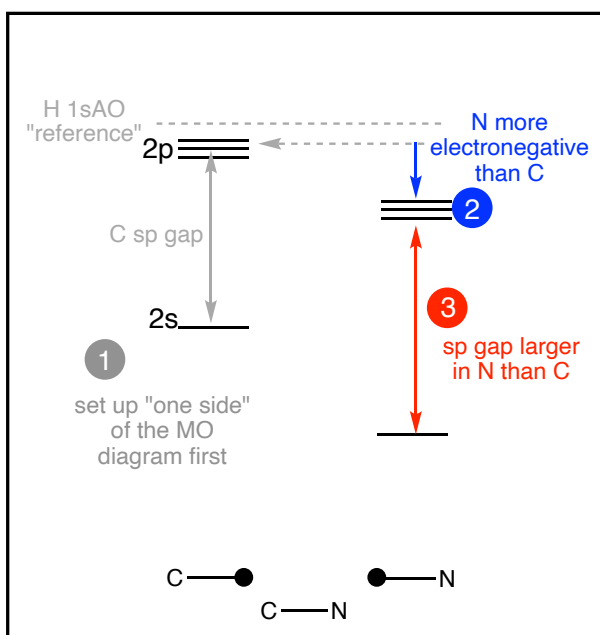 H 1sAO
"reference"
2p
N more
electronegative
than C
2
C sp gap
3
2s
1
sp gap larger
in N than C
set up "one side"
of the MO
diagram first
C
N
C N